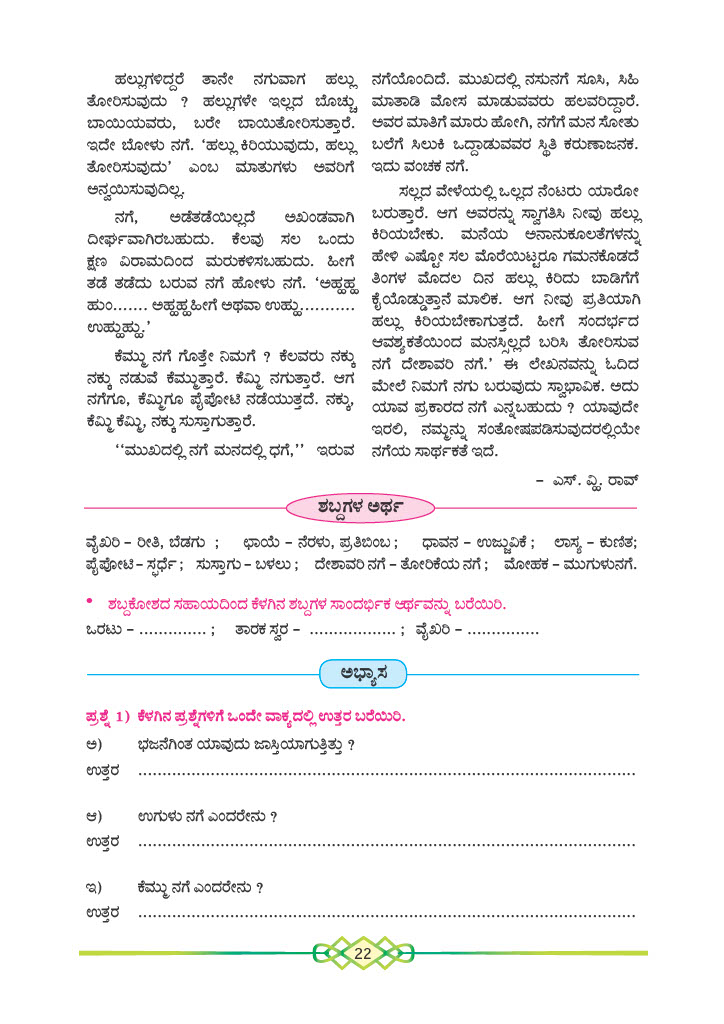 ಹಲ್ಲುಗಳಿದ್ದರೆ ತಾನೇ ನಗುವಾಗ ಹಲ್ಲು
ತೋರಿಸುವುದು ? ಹಲ್ಲುಗಳೇ ಇಲ್ಲದ ಬೊಚ್ಚು
ಬಾಯಿಯವರು, ಬರೇ ಬಾಯಿತೋರಿಸುತ್ತಾರೆ.
ಇದೇ ಬೋಳು ನಗೆ. ‘ಹಲ್ಲು ಕಿರಿಯುವುದು, ಹಲ್ಲು
ತೋರಿಸುವುದು’ ಎಂಬ ಮಾತುಗಳು ಅವರಿಗೆ
ಅನ್ವಯಿಸುವುದಿಲ್ಲ.
ನಗೆ, ಅಡೆತಡೆಯಿಲ್ಲದೆ ಅಖಂಡವಾಗಿ
ದೀರ್ಘವಾಗಿರಬಹುದು. ಕೆಲವು ಸಲ ಒಂದು
ಕ್ಷಣ ವಿರಾಮದಿಂದ ಮರುಕಳಿಸಬಹುದು. ಹೀಗೆ
ತಡೆ ತಡೆದು ಬರುವ ನಗೆ ಹೋಳು ನಗೆ. ‘ಅಹ್ಹಹ್ಹ
ಹುಂ....... ಅಹ್ಹಹ್ಹಹೀಗೆ ಅಥವಾ ಉಹ್ಹು...........
ಉಹ್ಹುಹ್ಹು.’
ಕೆಮ್ಮು ನಗೆ ಗೊತ್ತೇ ನಿಮಗೆ ? ಕೆಲವರು ನಕ್ಕು
ನಕ್ಕು ನಡುವೆ ಕೆಮ್ಮುತ್ತಾರೆ. ಕೆಮ್ಮಿ ನಗುತ್ತಾರೆ. ಆಗ
ನಗೆಗೂ, ಕೆಮ್ಮಿಗೂ ಪೈಪೋಟಿ ನಡೆಯುತ್ತದೆ. ನಕ್ಕು,
ಕೆಮ್ಮಿ ಕೆಮ್ಮಿ, ನಕ್ಕು ಸುಸ್ತಾಗುತ್ತಾರೆ.
‘‘ಮುಖದಲ್ಲಿ ನಗೆ ಮನದಲ್ಲಿ ಧಗೆ,’’ ಇರುವ
ನಗೆಯೊಂದಿದೆ. ಮುಖದಲ್ಲಿ ನಸುನಗೆ ಸೂಸಿ, ಸಿಹಿ
ಮಾತಾಡಿ ಮೋಸ ಮಾಡುವವರು ಹಲವರಿದ್ದಾರೆ.
ಅವರ ಮಾತಿಗೆ ಮಾರು ಹೋಗಿ, ನಗೆಗೆ ಮನ ಸೋತು
ಬಲೆಗೆ ಸಿಲುಕಿ ಒದ್ದಾಡುವವರ ಸ್ಥಿತಿ ಕರುಣಾಜನಕ.
ಇದು ವಂಚಕ ನಗೆ.
ಸಲ್ಲದ ವೇಳೆಯಲ್ಲಿ ಒಲ್ಲದ ನೆಂಟರು ಯಾರೋ
ಬರುತ್ತಾರೆ. ಆಗ ಅವರನ್ನು ಸ್ವಾಗತಿಸಿ ನೀವು ಹಲ್ಲು
ಕಿರಿಯಬೇಕು. ಮನೆಯ ಅನಾನುಕೂಲತೆಗಳನ್ನು
ಹೇಳಿ ಎಷ್ಟೋ ಸಲ ಮೊರೆಯಿಟ್ಟರೂ ಗಮನಕೊಡದೆ
ತಿಂಗಳ ಮೊದಲ ದಿನ ಹಲ್ಲು ಕಿರಿದು ಬಾಡಿಗೆಗೆ
ಕೈಯೊಡ್ಡುತ್ತಾನೆ ಮಾಲಿಕ. ಆಗ ನೀವು ಪ್ರತಿಯಾಗಿ
ಹಲ್ಲು ಕಿರಿಯಬೇಕಾಗುತ್ತದೆ. ಹೀಗೆ ಸಂದರ್ಭದ
ಆವಶ್ಯಕತೆಯಿಂದ ಮನಸ್ಸಿಲ್ಲದೆ ಬರಿಸಿ ತೋರಿಸುವ
ನಗೆ ದೇಶಾವರಿ ನಗೆ.’ ಈ ಲೇಖನವನ್ನು ಓದಿದ
ಮೇಲೆ ನಿಮಗೆ ನಗು ಬರುವುದು ಸ್ವಾಭಾವಿಕ. ಅದು
ಯಾವ ಪ್ರಕಾರದ ನಗೆ ಎನ್ನಬಹುದು ? ಯಾವುದೇ
ಇರಲಿ, ನಮ್ಮನ್ನು ಸಂತೋಷಪಡಿಸುವುದರಲ್ಲಿಯೇ
ನಗೆಯ ಸಾರ್ಥಕತೆ ಇದೆ.
– ಎಸ್. ವ್ಹಿ. ರಾವ್
ಶಬ್ದಗಳ ಅರ್ಥ
ವೈಖರಿ – ರೀತಿ, ಬೆಡಗು ; ಛಾಯೆ – ನೆರಳು, ಪ್ರತಿಬಿಂಬ ; ಧಾವನ – ಉಜ್ಜುವಿಕೆ ; ಲಾಸ್ಯ – ಕುಣಿತ;
ಪೈಪೋಟಿ – ಸ್ಪರ್ಧೆ ; ಸುಸ್ತಾಗು – ಬಳಲು ; ದೇಶಾವರಿ ನಗೆ – ತೋರಿಕೆಯ ನಗೆ ; ಮೋಹಕ – ಮುಗುಳುನಗೆ.
• ಶಬ್ದಕೋಶದ ಸಹಾಯದಿಂದ ಕೆಳಗಿನ ಶಬ್ದಗಳ ಸಾಂದರ್ಭಿಕ ಅರ್ಥವನ್ನು ಬರೆಯಿರಿ.
ಒರಟು – .............. ; ತಾರಕ ಸ್ವರ – .................. ; ವೈಖರಿ – ...............
ಅಭ್ಯಾಸ
ಪ್ರಶ್ನೆ 1) ಕೆಳಗಿನ ಪ್ರಶ್ನೆಗಳಿಗೆ ಒಂದೇ ವಾಕ್ಯದಲ್ಲಿ ಉತ್ತರ ಬರೆಯಿರಿ.
ಅ) ಭಜನೆಗಿಂತ ಯಾವುದು ಜಾಸ್ತಿಯಾಗುತ್ತಿತ್ತು ?
ಉತ್ತರ .......................................................................................................
ಆ) ಉಗುಳು ನಗೆ ಎಂದರೇನು ?
ಉತ್ತರ .......................................................................................................
ಇ) ಕೆಮ್ಮು ನಗೆ ಎಂದರೇನು ?
ಉತ್ತರ .......................................................................................................
22